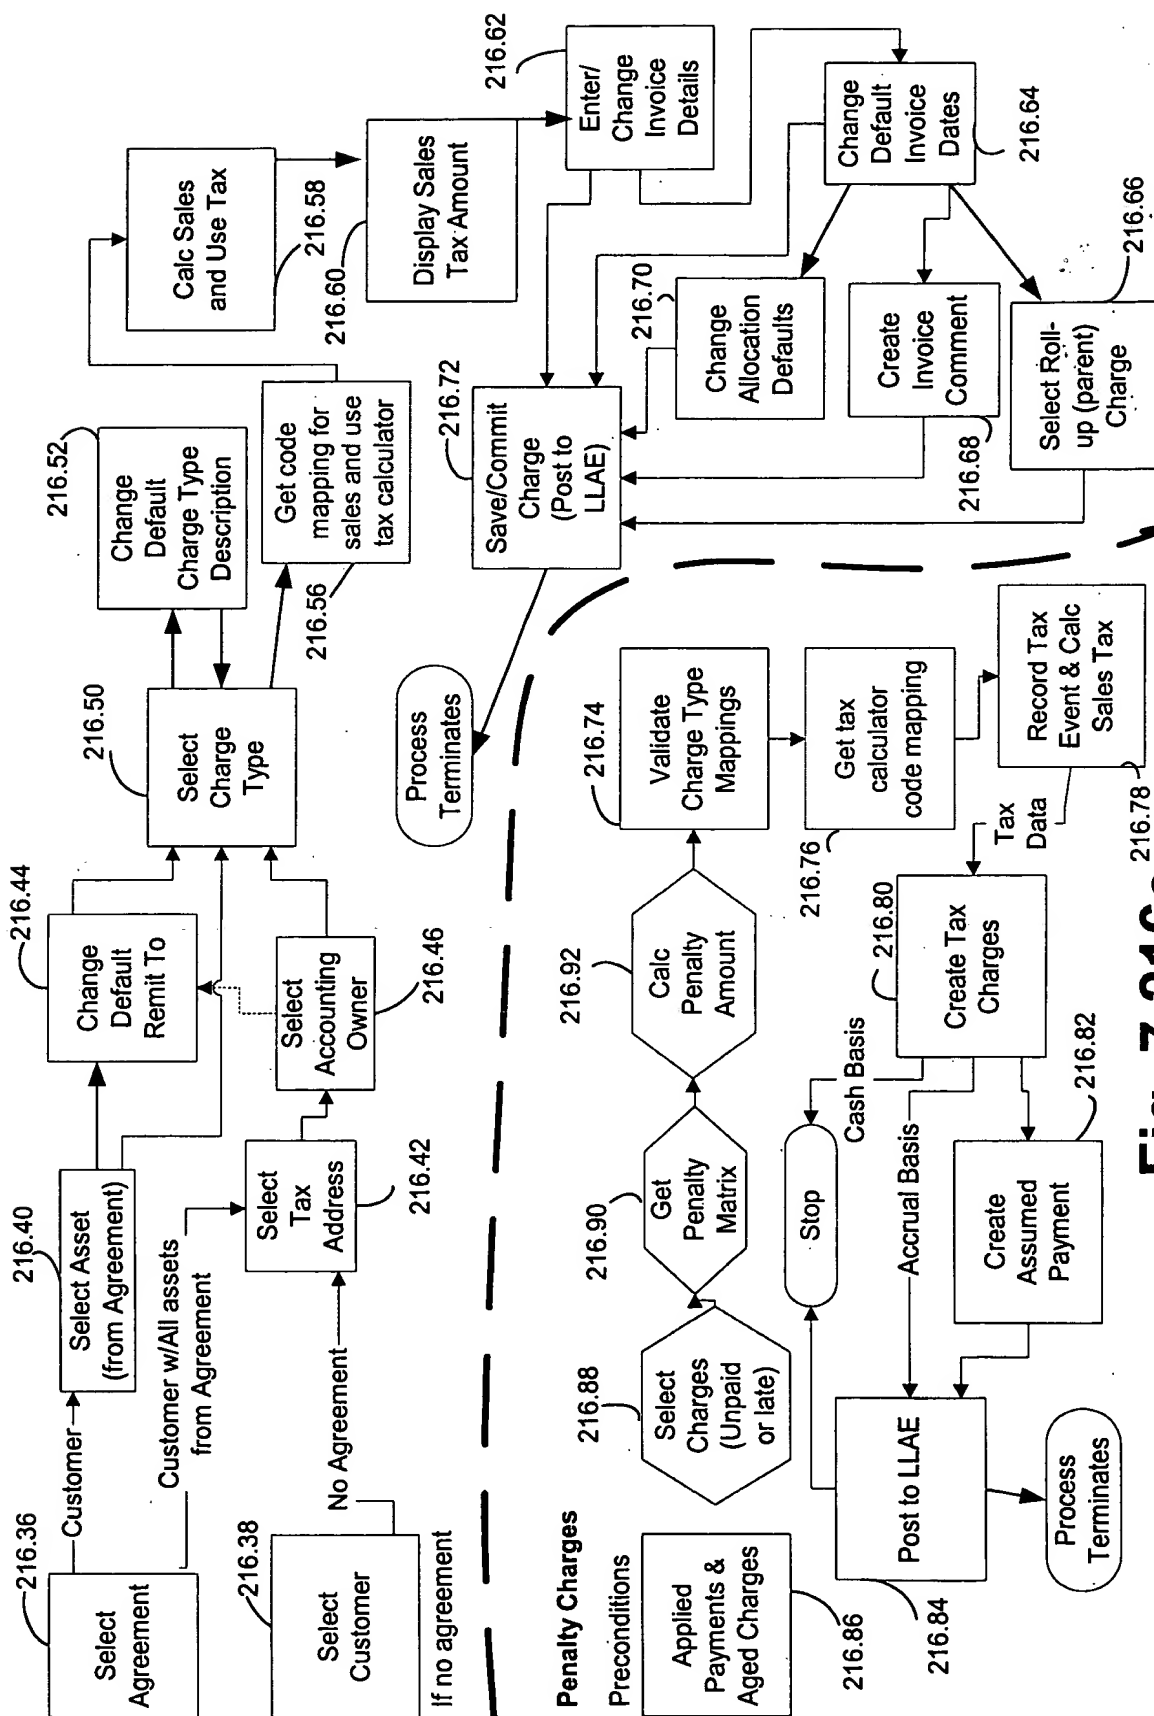 216.36
Select
Agreement
Customer
216.40
Select Asset
(from Agreement)
Customer w/All assets
from Agreement
216.38
Select
Customer
If no agreement
No Agreement
Select
Tax
Address
216.42
216.44
Change
Default
Remit To
Select
Accounting
Owner
216.46
216.50
Select
Charge
Type
216.52
Change
Default
Charge Type
Description
Get code
mapping for
sales and use
tax calculator
216.56
Calc Sales
and Use Tax
216.58
216.60
Display Sales
Tax Amount
216.62
Enter/
Change
Invoice
Details
Change
Default
Invoice
Dates
216.64
216.70
Change
Allocation
Defaults
Create
Invoice
Comment
216.68
216.66
Select Roll-
up (parent)
Charge
216.72
Save/Commit
Charge
(Post to
LLAE)
Process
Terminates
Penalty Charges
Preconditions
Applied
Payments &
Aged Charges
216.86
216.88
Select
Charges
(Unpaid
or late)
216.90
Get
Penalty
Matrix
216.92
Calc
Penalty
Amount
216.74
Validate
Charge Type
Mappings
216.76
Get tax
calculator
code mapping
Record Tax
Event & Calc
Sales Tax
216.78
Tax
Data
216.80
Create Tax
Charges
Cash Basis
Stop
Accrual Basis
216.82
Create
Assumed
Payment
Post to LLAE
216.84
Process
Terminates